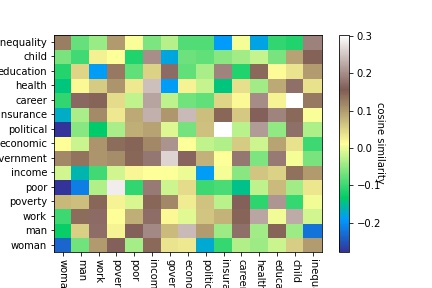 nequality
child
education
health
career
nsurance
political
economic
vernment
income
poor
poverty
work
man
woman
woma
man
work
pover
poor
incom
gover
econo
politic
insura
caree
health
educa
child
inequ
0.3
0.2
0.1
0.0
−0.1
−0.2
cosine similarity